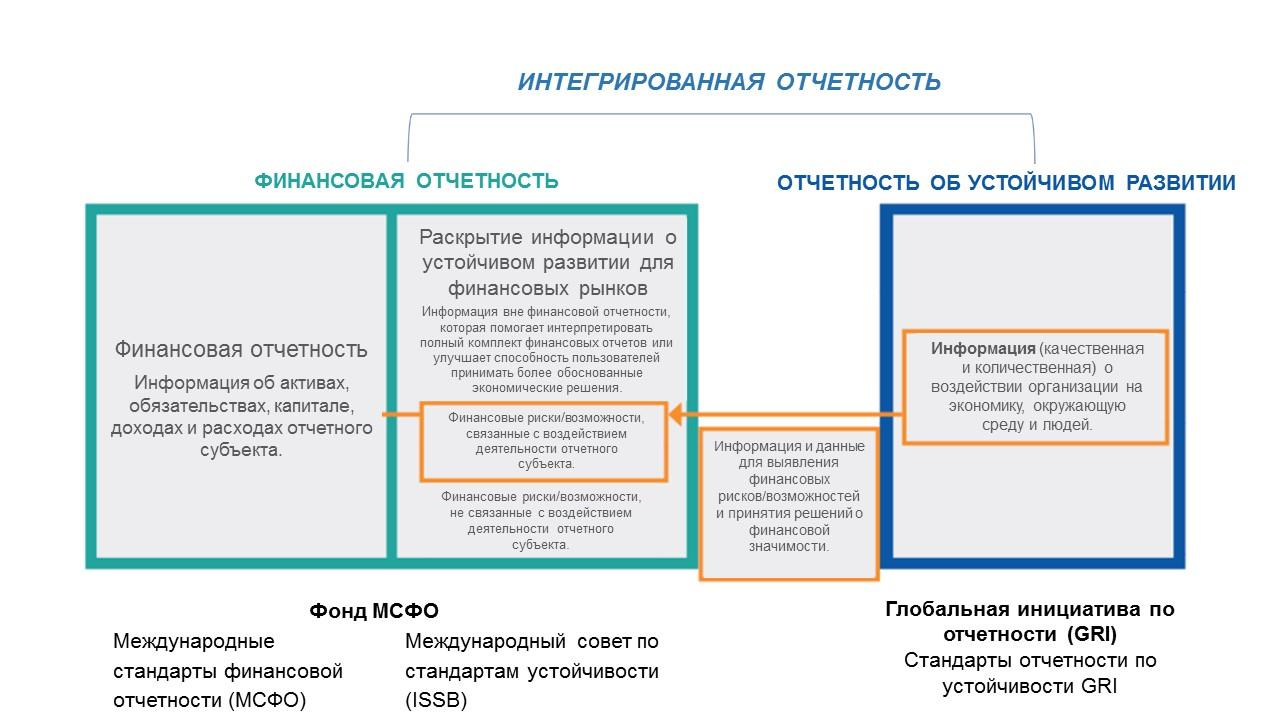 ИНТЕГРИРОВАННАЯ ОТЧЕТНОСТЬ
ФИНАНСОВАЯ ОТЧЕТНОСТЬ
ОТЧЕТНОСТЬ ОБ УСТОЙЧИВОМ РАЗВИТИИ
Финансовая отчетность
Информация об активах,
обязательствах, капитале,
доходах и расходах отчетного
субъекта.
Раскрытие информации о
устойчивом развитии для
финансовых рынков
Информация вне финансовой отчетности,
которая помогает интерпретировать
полный комплект финансовых отчетов или
улучшает способность пользователей
принимать более обоснованные
экономические решения.
Финансовые риски/возможности,
связанные с воздействием
деятельности отчетного
субъекта.
Финансовые риски/возможности,
не связанные с воздействием
деятельности отчетного
субъекта.
Информация и данные
для выявления
финансовых
рисков/возможностей
и принятия решений о
финансовой
значимости.
Информация (качественная
и количественная) о
воздействии организации на
экономику, окружающую
среду и людей.
Фонд МСФО
Международные
стандарты финансовой
отчетности (МСФО)
Международный совет по
стандартам устойчивости
(ISSB)
Глобальная инициатива по
отчетности (GRI)
Стандарты отчетности по
устойчивости GRI